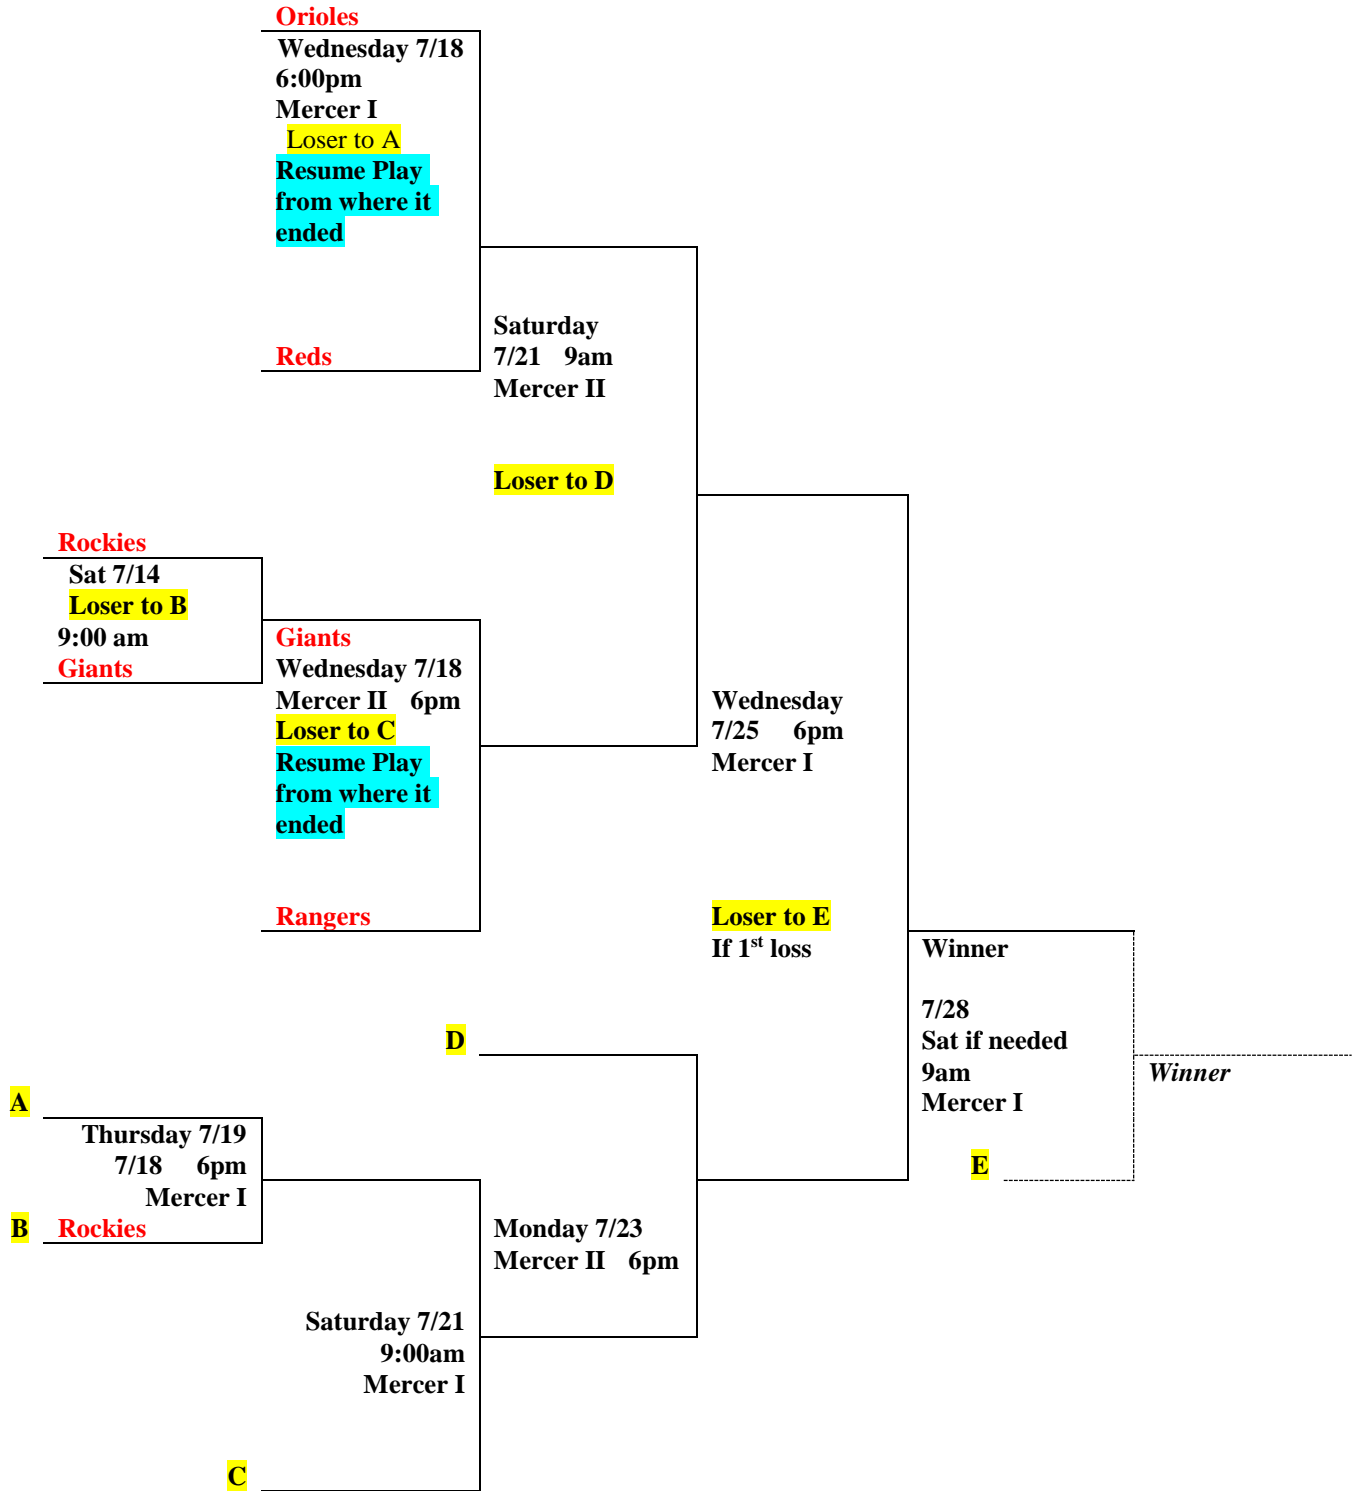 Orioles
Wednesday 7/18
6:00pm
Mercer I
Loser to A
Resume Play
from where it
ended
Reds
Saturday
7/21 9am
Mercer II
Loser to D
Rockies
Sat 7/14
Loser to B
9:00 am
Giants
Giants
Wednesday 7/18
Mercer II 6pm
Loser to C
Resume Play
from where it
ended
Rangers
Wednesday
7/25 6pm
Mercer I
Loser to E
If 1st loss
Winner
7/28
Sat if needed
9am
Mercer I
Winner
E
D
A
Thursday 7/19
7/18 6pm
Mercer I
B Rockies
Monday 7/23
Mercer II 6pm
Saturday 7/21
9:00am
Mercer I
C